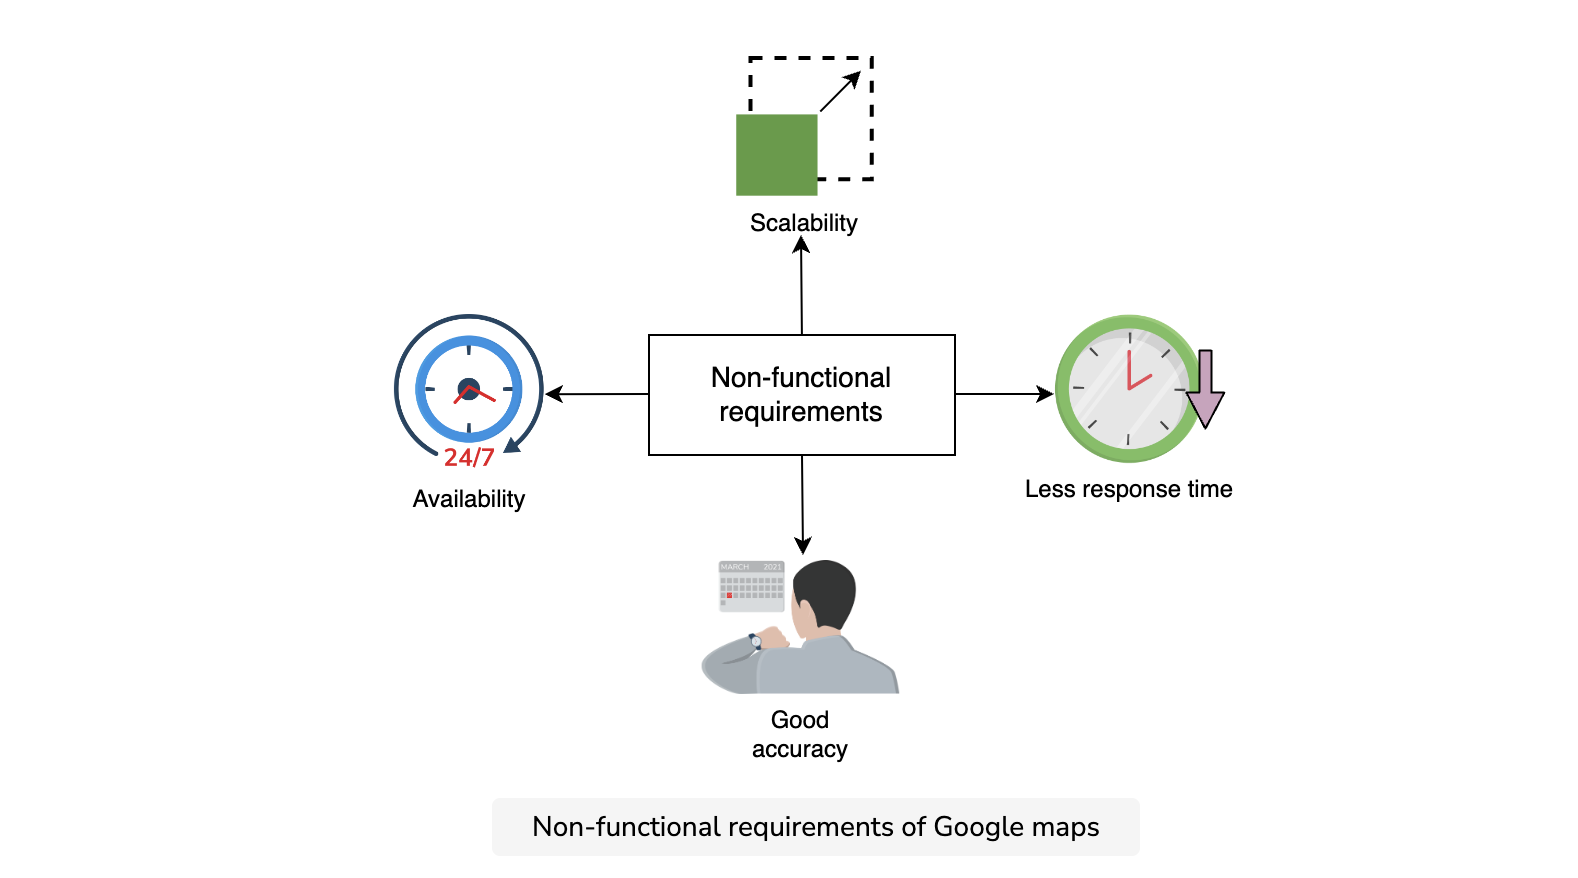 Scalability
Non-functional
requirements
24/7
Availability
Less response time
MARCH 2021
Good
accuracy
Non-functional requirements of Google maps